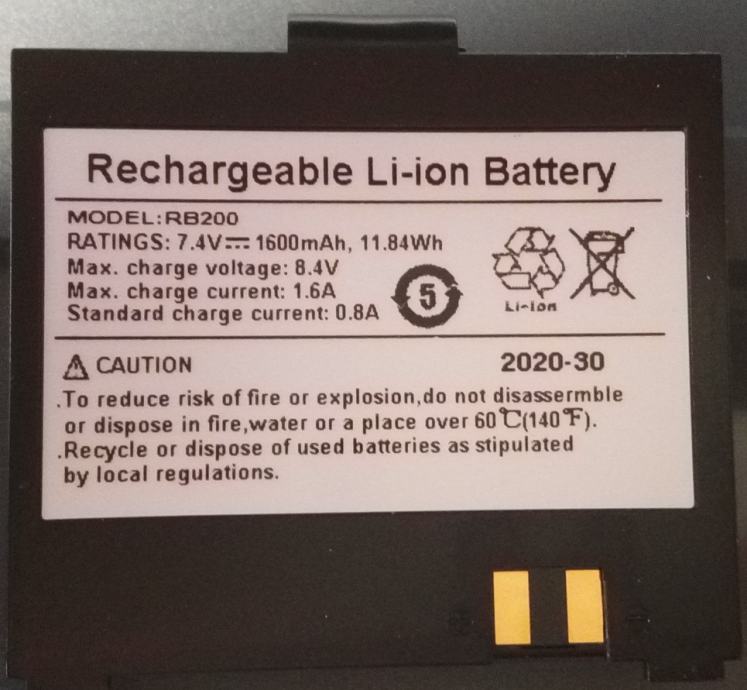 Rechargeable Li-ion Battery
MODEL:RB200
RATINGS: 7.4V⎓1600mAh, 11.84Wh
Max. charge voltage: 8.4V
Max. charge current: 1.6A
Standard charge current: 0.8A
5
Li-ion
CAUTION
2020-30
.To reduce risk of fire or explosion,do not disassermble
or dispose in fire,water or a place over 60℃(140℉).
.Recycle or dispose of used batteries as stipulated
by local regulations.